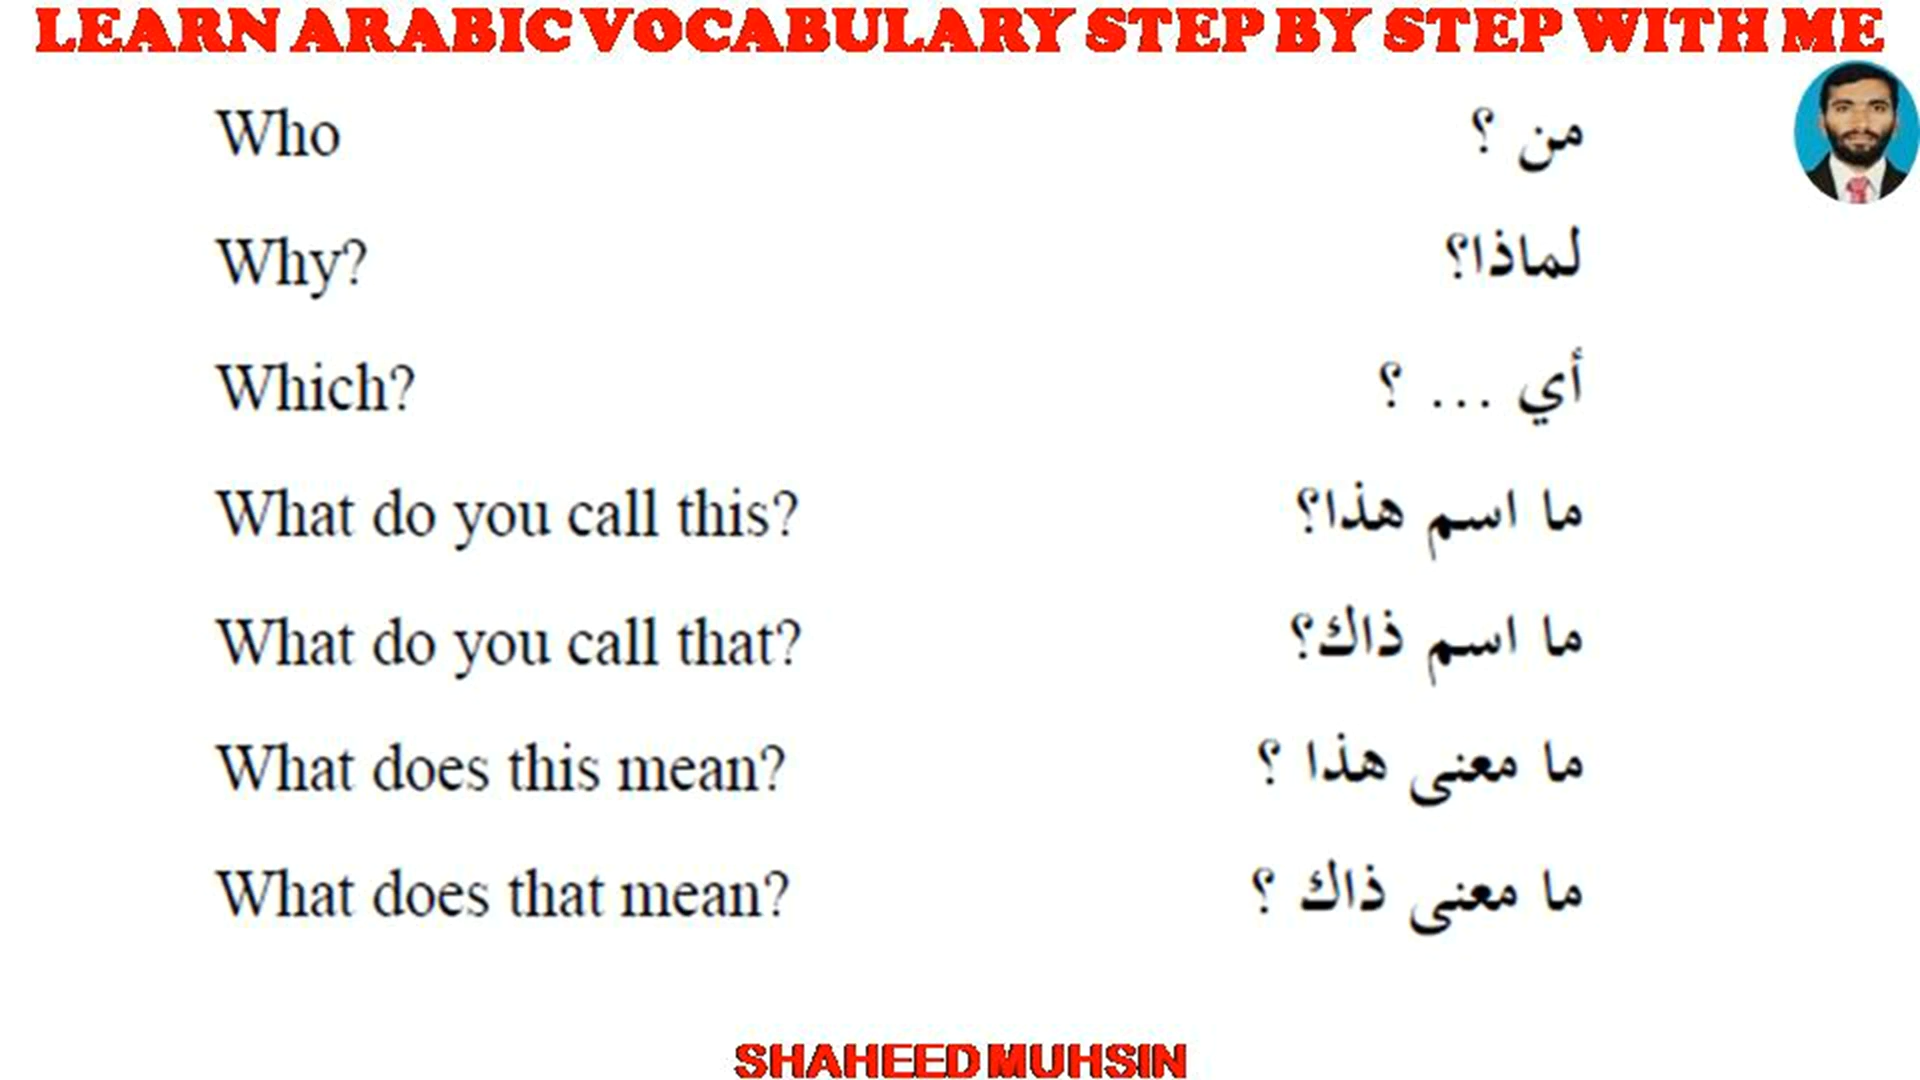 LEARN ARABIC VOCABULARY STEP BY STEP WITH ME
Who من ؟
Why? لماذا؟
Which? أي ... ؟
What do you call this? ما اسم هذا؟
What do you call that? ما اسم ذاك؟
What does this mean? ما معنى هذا ؟
What does that mean? ما معنى ذاك ؟
SHAHEED MUHSIN